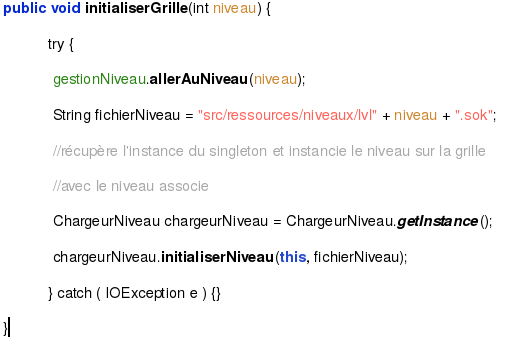 public void initialiserGrille(int niveau) {
try {
gestionNiveau.allerAuNiveau(niveau);
String fichierNiveau = "src/ressources/niveaux/lvl" + niveau + ".sok";
//récupère l'instance du singleton et instancie le niveau sur la grille
//avec le niveau associe
ChargeurNiveau chargeurNiveau = ChargeurNiveau.getInstance();
chargeurNiveau.initialiserNiveau(this, fichierNiveau);
} catch ( IOException e ) {}
}